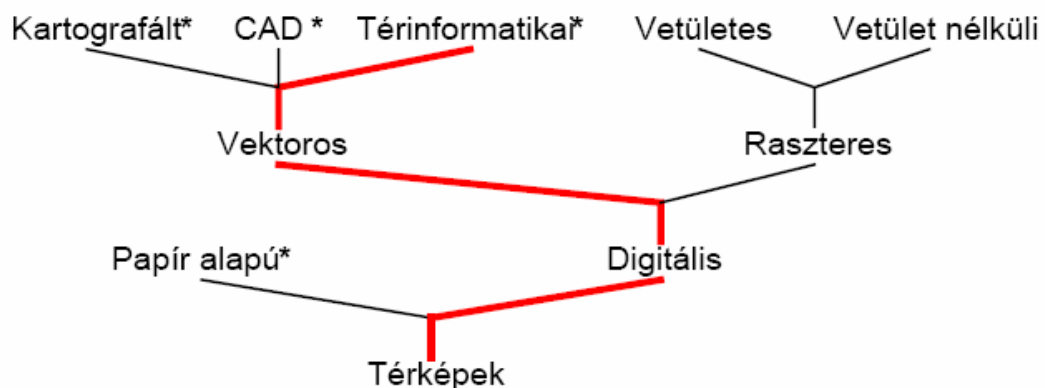 Kartografált* CAD * Térinformatikai* Vetületes Vetület nélküli
Vektoros Raszteres
Papír alapú* Digitális
Térképek